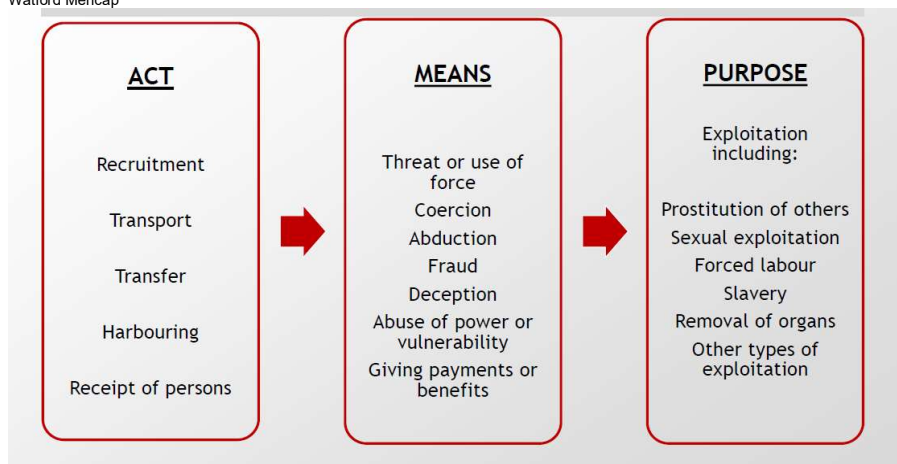 Watford Mencap
ACT
Recruitment
Transport
Transfer
Harbouring
Receipt of persons
MEANS
Threat or use of
force
Coercion
Abduction
Fraud
Deception
Abuse of power or
vulnerability
Giving payments or
benefits
PURPOSE
Exploitation
including:
Prostitution of others
Sexual exploitation
Forced labour
Slavery
Removal of organs
Other types of
exploitation